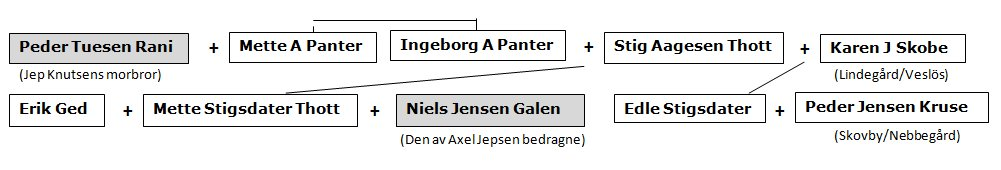 Peder Tuesen Rani + Mette A Panter Ingeborg A Panter + Stig Aagesen Thott + Karen J Skobe
(Jep Knutsens morbror) (Lindegård/Veslös)
Erik Ged + Mette Stigsdater Thott + Niels Jensen Galen Edle Stigsdater + Peder Jensen Kruse
(Den av Axel Jepsen bedragne) (Skovby/Nebbegård)